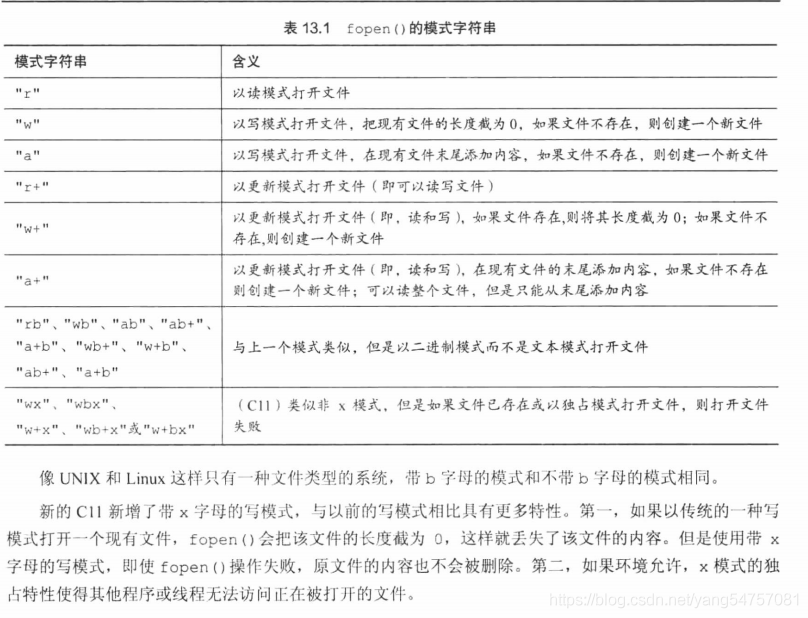 表 13.1 fopen()的模式字符串
模式字符串 含义
"r" 以读模式打开文件
"w" 以写模式打开文件，把现有文件的长度截为 0，如果文件不存在，则创建一个新文件
"a" 以写模式打开文件，在现有文件末尾添加内容，如果文件不存在，则创建一个新文件
"r+" 以更新模式打开文件（即可以读写文件）
"w+" 以更新模式打开文件（即，读和写），如果文件存在,则将其长度截为 0；如果文件不
存在,则创建一个新文件
"a+" 以更新模式打开文件（即，读和写），在现有文件的末尾添加内容，如果文件不存在
则创建一个新文件；可以读整个文件，但是只能从末尾添加内容
"rb"、"wb"、"ab"、"ab+"、
"a+b"、"wb+"、"w+b"、
"ab+"、"a+b"
与上一个模式类似，但是以二进制模式而不是文本模式打开文件
"wx"、"wbx"、
"w+x"、"wb+x"或"w+bx"
（C11）类似非 x 模式，但是如果文件已存在或以独占模式打开文件，则打开文件
失败
像 UNIX 和 Linux 这样只有一种文件类型的系统，带 b 字母的模式和不带 b 字母的模式相同。
新的 C11 新增了带 x 字母的写模式，与以前的写模式相比具有更多特性。第一，如果以传统的一种写
模式打开一个现有文件，fopen()会把该文件的长度截为 0，这样就丢失了该文件的内容。但是使用带 x
字母的写模式，即使 fopen()操作失败，原文件的内容也不会被删除。第二，如果环境允许，x 模式的独
占特性使得其他程序或线程无法访问正在被打开的文件。
https://blog.csdn.net/yang54757081